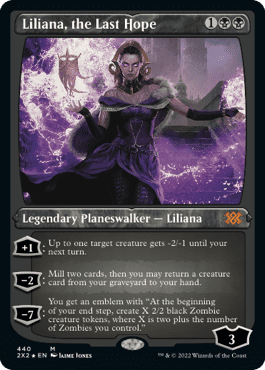 Liliana, the Last Hope 1
Legendary Planeswalker — Liliana
+1: Up to one target creature gets -2/-1 until your
next turn.
-2: Mill two cards, then you may return a creature
card from your graveyard to your hand.
-7: You get an emblem with "At the beginning
of your end step, create X 2/2 black Zombie
creature tokens, where X is two plus the number
of Zombies you control."
3
440 M
2X2 ★ EN Jaime Jones
™ & © 2022 Wizards of the Coast